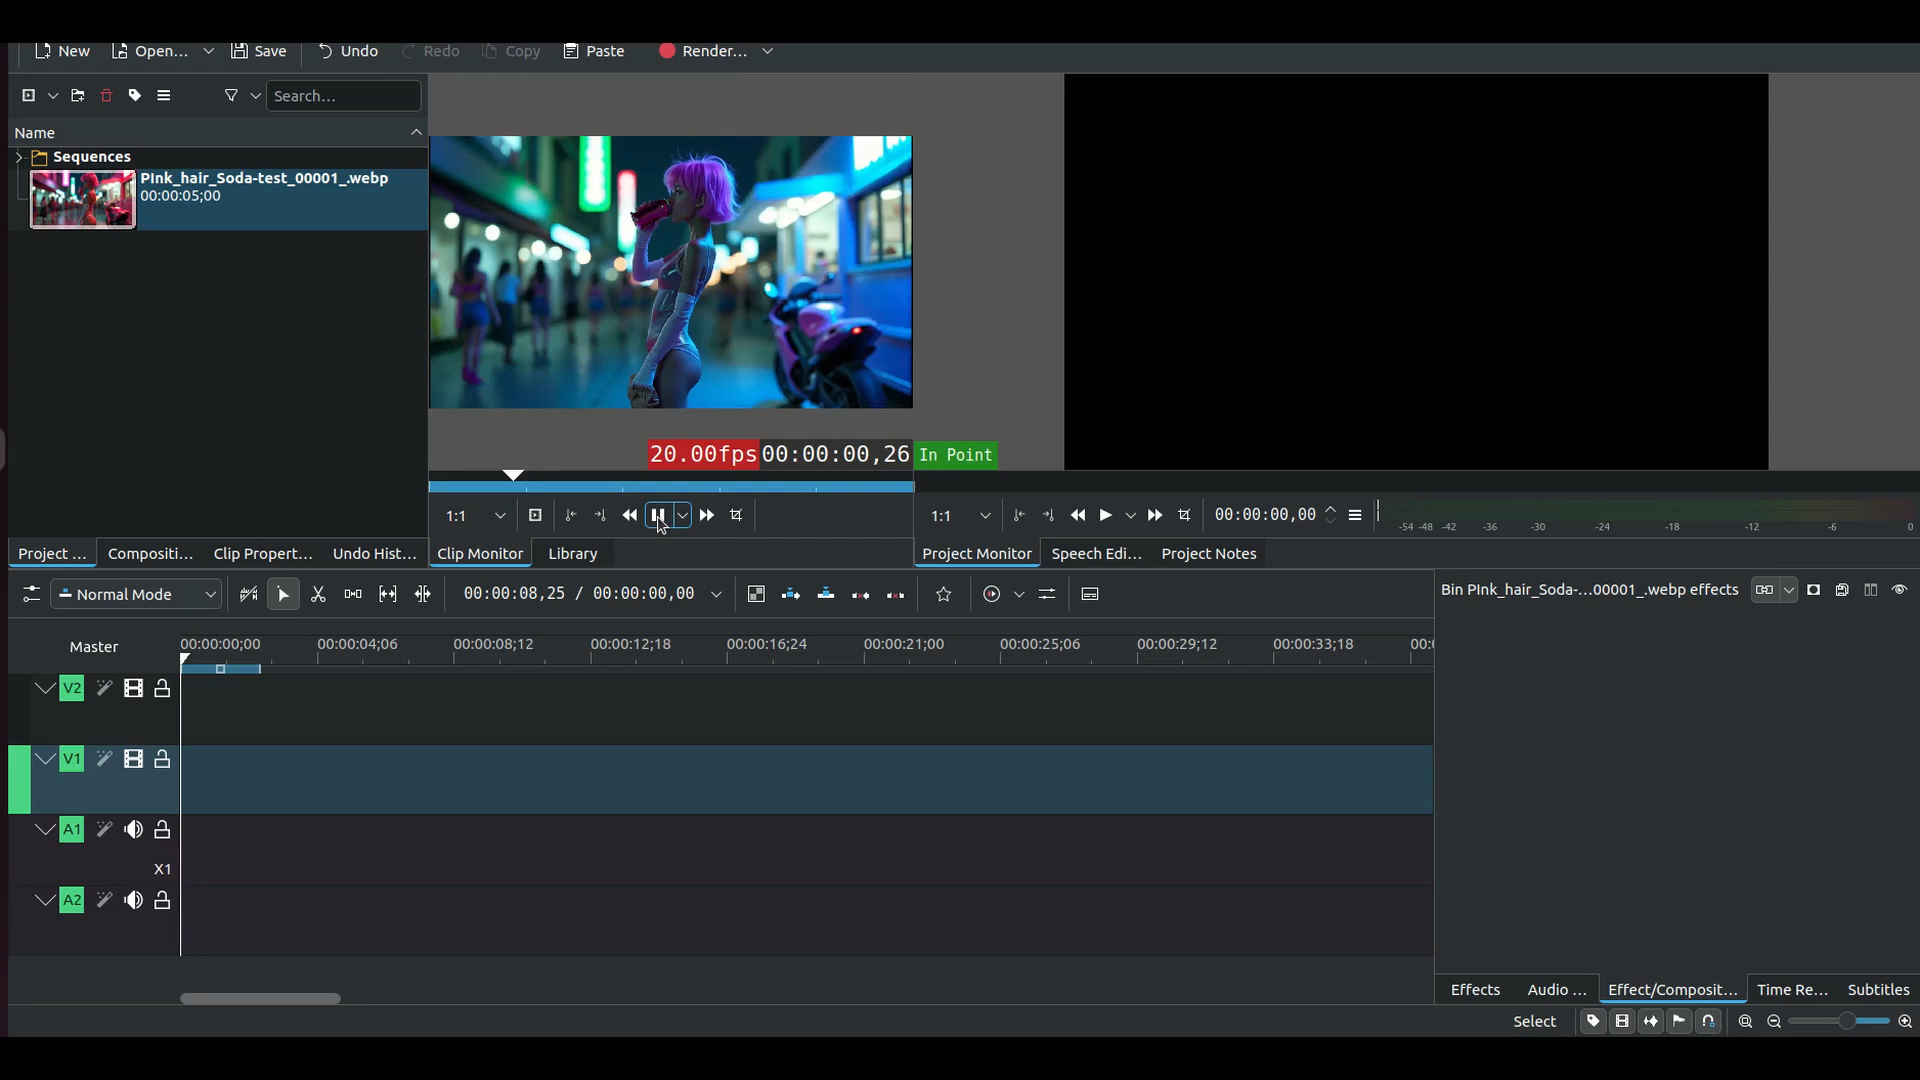 New Open... Save Undo Redo Copy Paste Render...
Search...
Name
Sequences
PInk_hair_Soda-test_00001_.webp
00:00:05;00
20.00fps 00:00:00,26 In Point
1:1
1:1 00:00:00,00
-54 -48 -42 -36 -30 -24 -18 -12 -6 0
Project ... Compositi... Clip Propert... Undo Hist... Clip Monitor Library Project Monitor Speech Edi... Project Notes
Normal Mode 00:00:08,25 / 00:00:00,00
Bin PInk_hair_Soda-...00001_.webp effects
Master 00:00:00;00 00:00:04;06 00:00:08;12 00:00:12;18 00:00:16;24 00:00:21;00 00:00:25;06 00:00:29;12 00:00:33;18 00:0
V2
V1
A1
X1
A2
Effects Audio ... Effect/Composit... Time Re... Subtitles
Select